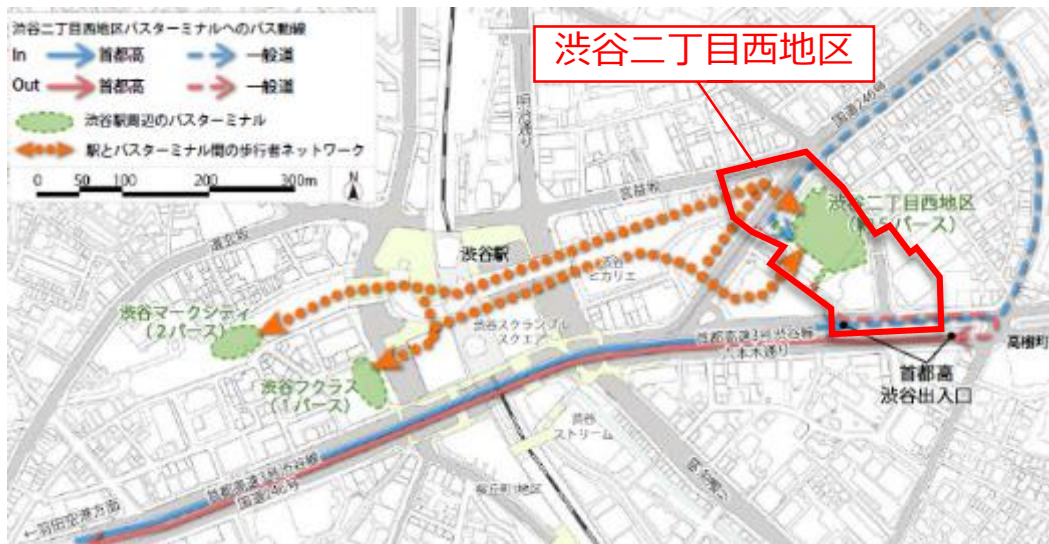 渋谷二丁目西地区バスターミナルへのバス動線
In 首都高 一般道
Out 首都高 一般道
渋谷駅周辺のバスターミナル
駅とバスターミナル間の歩行者ネットワーク
0 50 100 200 300m N
渋谷二丁目西地区
国道246号
明治通り
宮益坂
渋谷二丁目西地区
バース)
道玄坂
渋谷駅
渋谷
ヒカリエ
渋谷マークシティ
(2バース)
渋谷スクランブル
スクエア
首都高速3号渋谷線
六本木通り
高樹町
渋谷フクラス
(1バース)
首都高
渋谷出入口
渋谷
ストリーム
桜丘町1地区
首都高速3号渋谷線
国道246号
←羽田空港方面